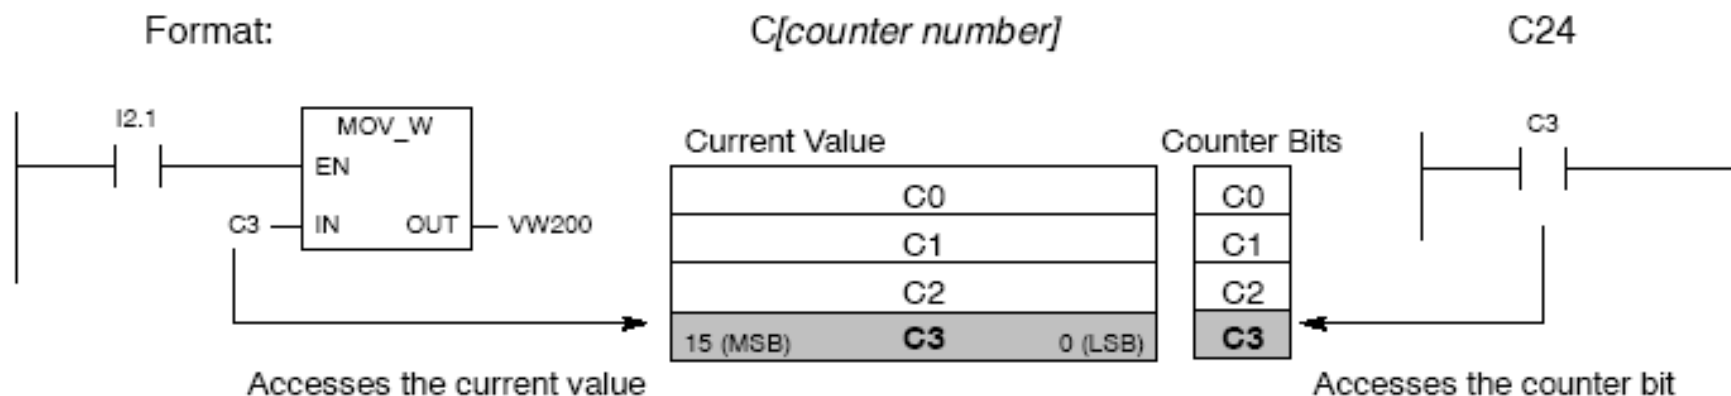 Format: C[counter number] C24
I2.1
MOV_W
EN
C3 IN OUT VW200
Current Value
C0
C1
C2
15 (MSB) C3 0 (LSB)
Accesses the current value
Counter Bits
C0
C1
C2
C3
C3
Accesses the counter bit